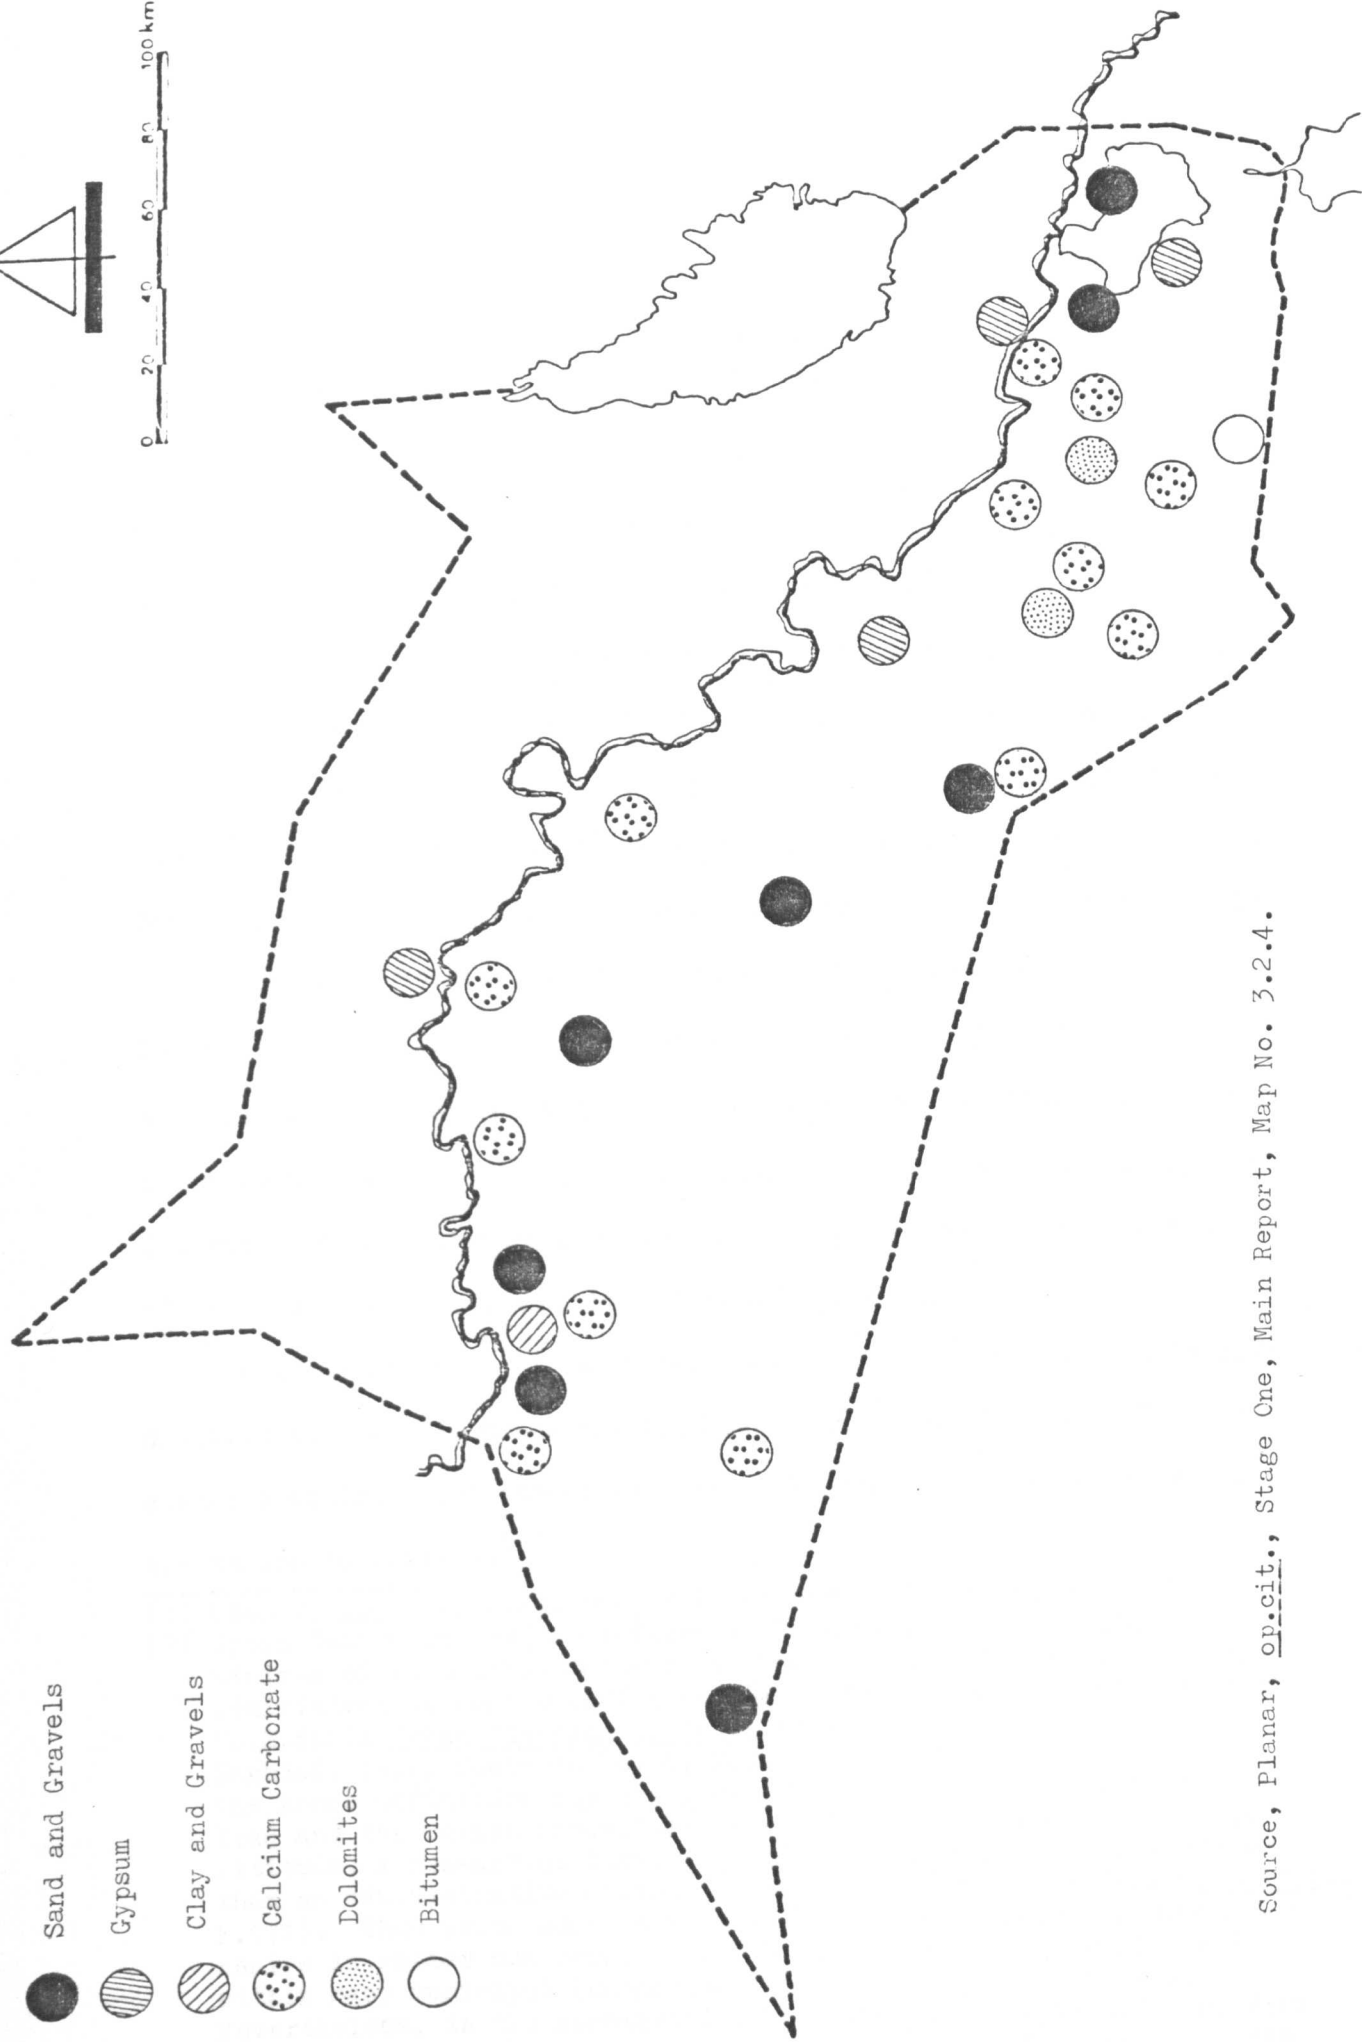 0 20 40 60 80 100 km
Sand and Gravels
Gypsum
Clay and Gravels
Calcium Carbonate
Dolomites
Bitumen
Source, Planar, op.cit., Stage One, Main Report, Map No. 3.2.4.